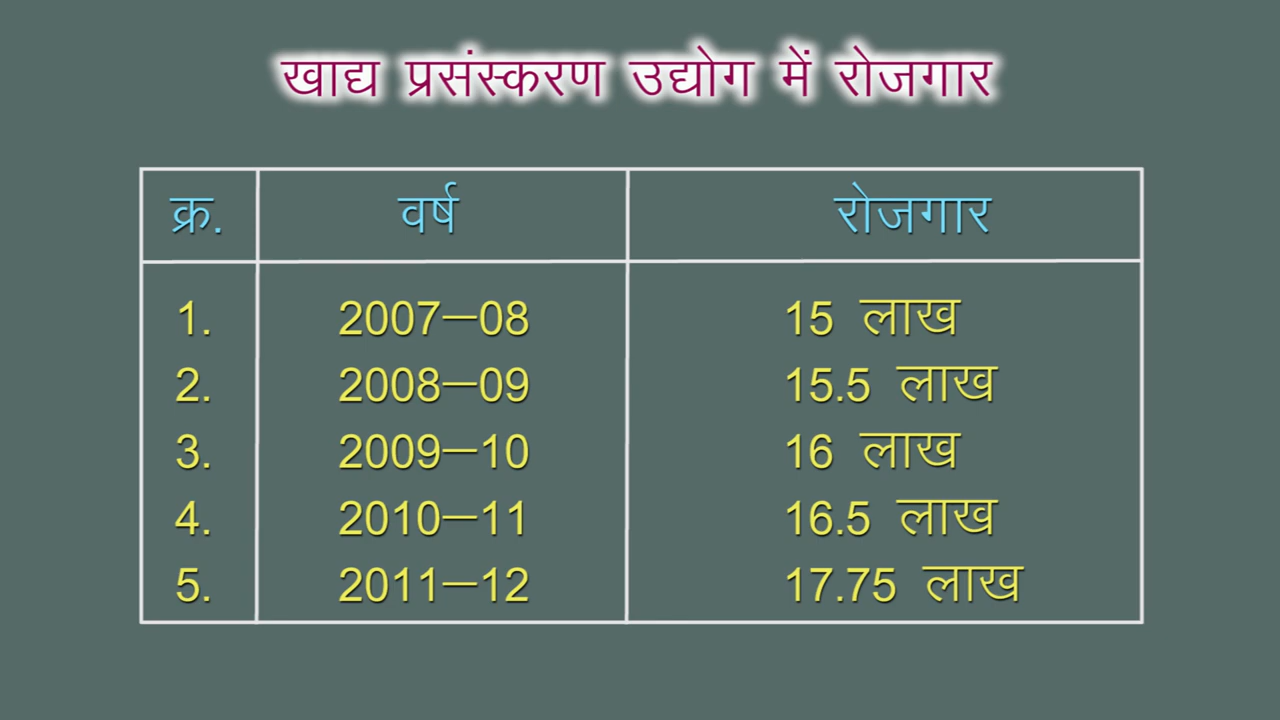 खाद्य प्रसंस्करण उद्योग में रोजगार
क्र. वर्ष रोजगार
1. 2007–08 15 लाख
2. 2008–09 15.5 लाख
3. 2009–10 16 लाख
4. 2010–11 16.5 लाख
5. 2011–12 17.75 लाख